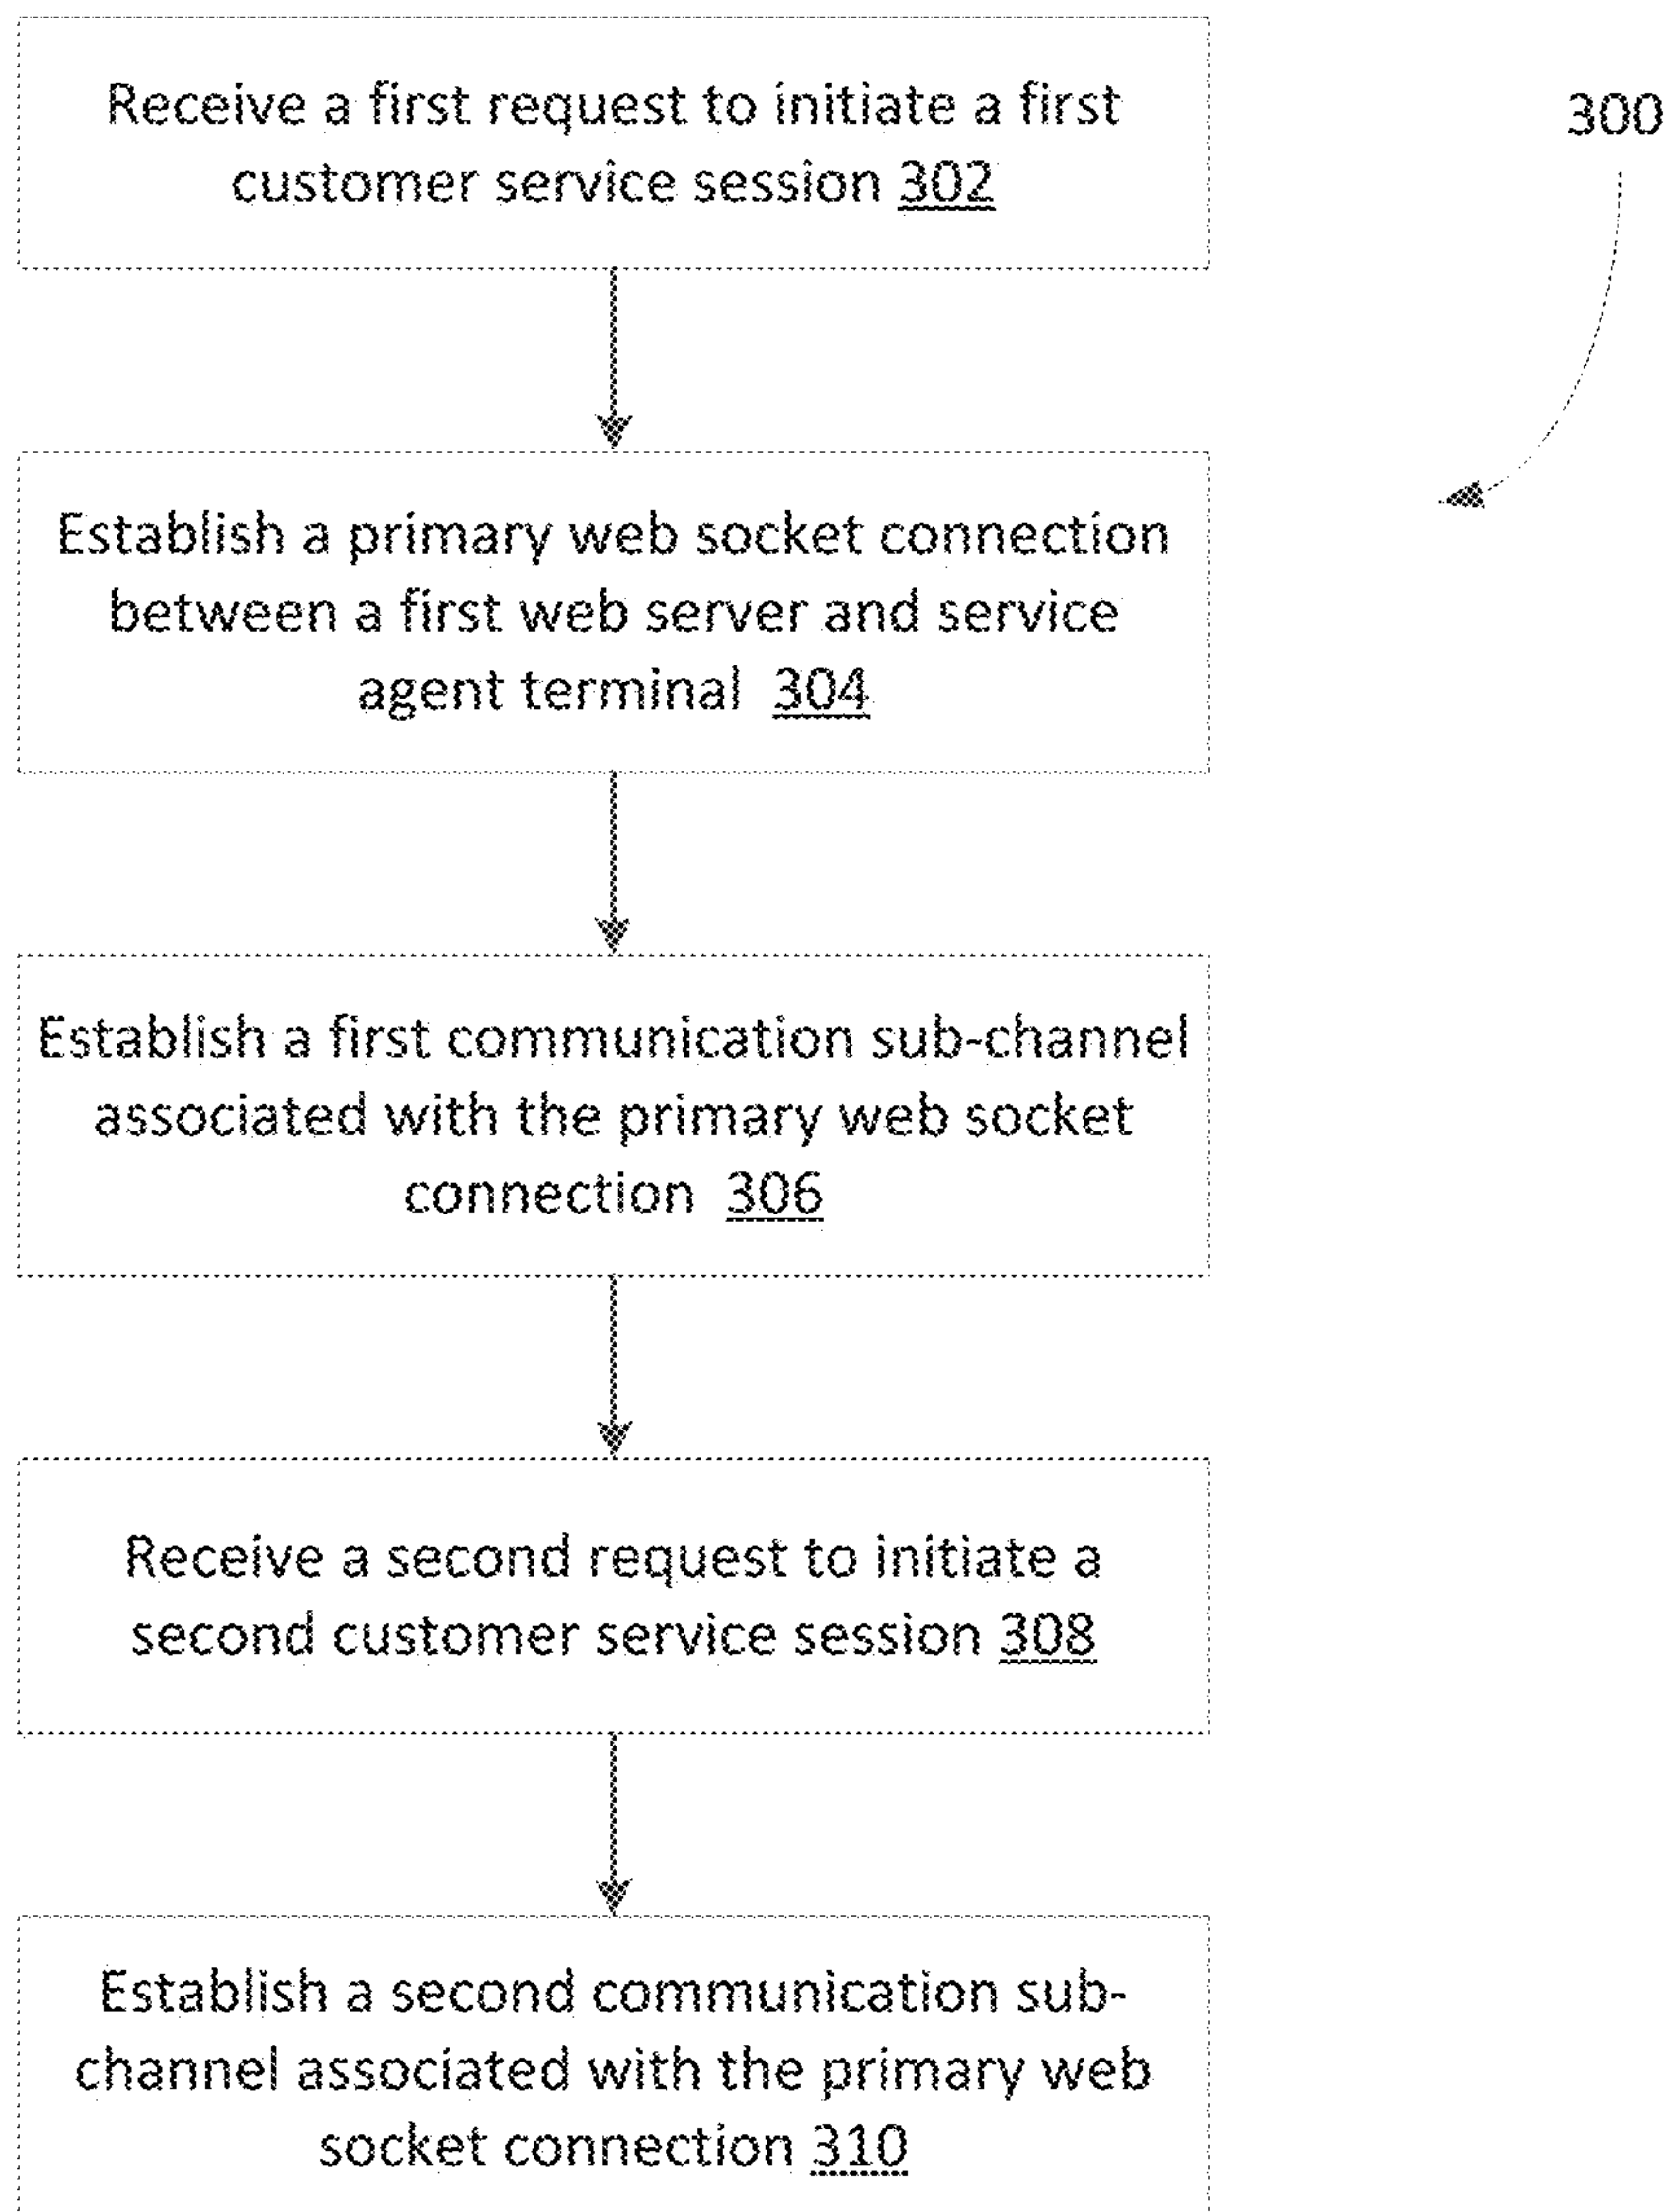 Receive a first request to initiate a first
customer service session 302
300
Establish a primary web socket connection
between a first web server and service
agent terminal 304
Establish a first communication sub-channel
associated with the primary web socket
connection 306
Receive a second request to initiate a
second customer service session 308
Establish a second communication sub-
channel associated with the primary web
socket connection 310